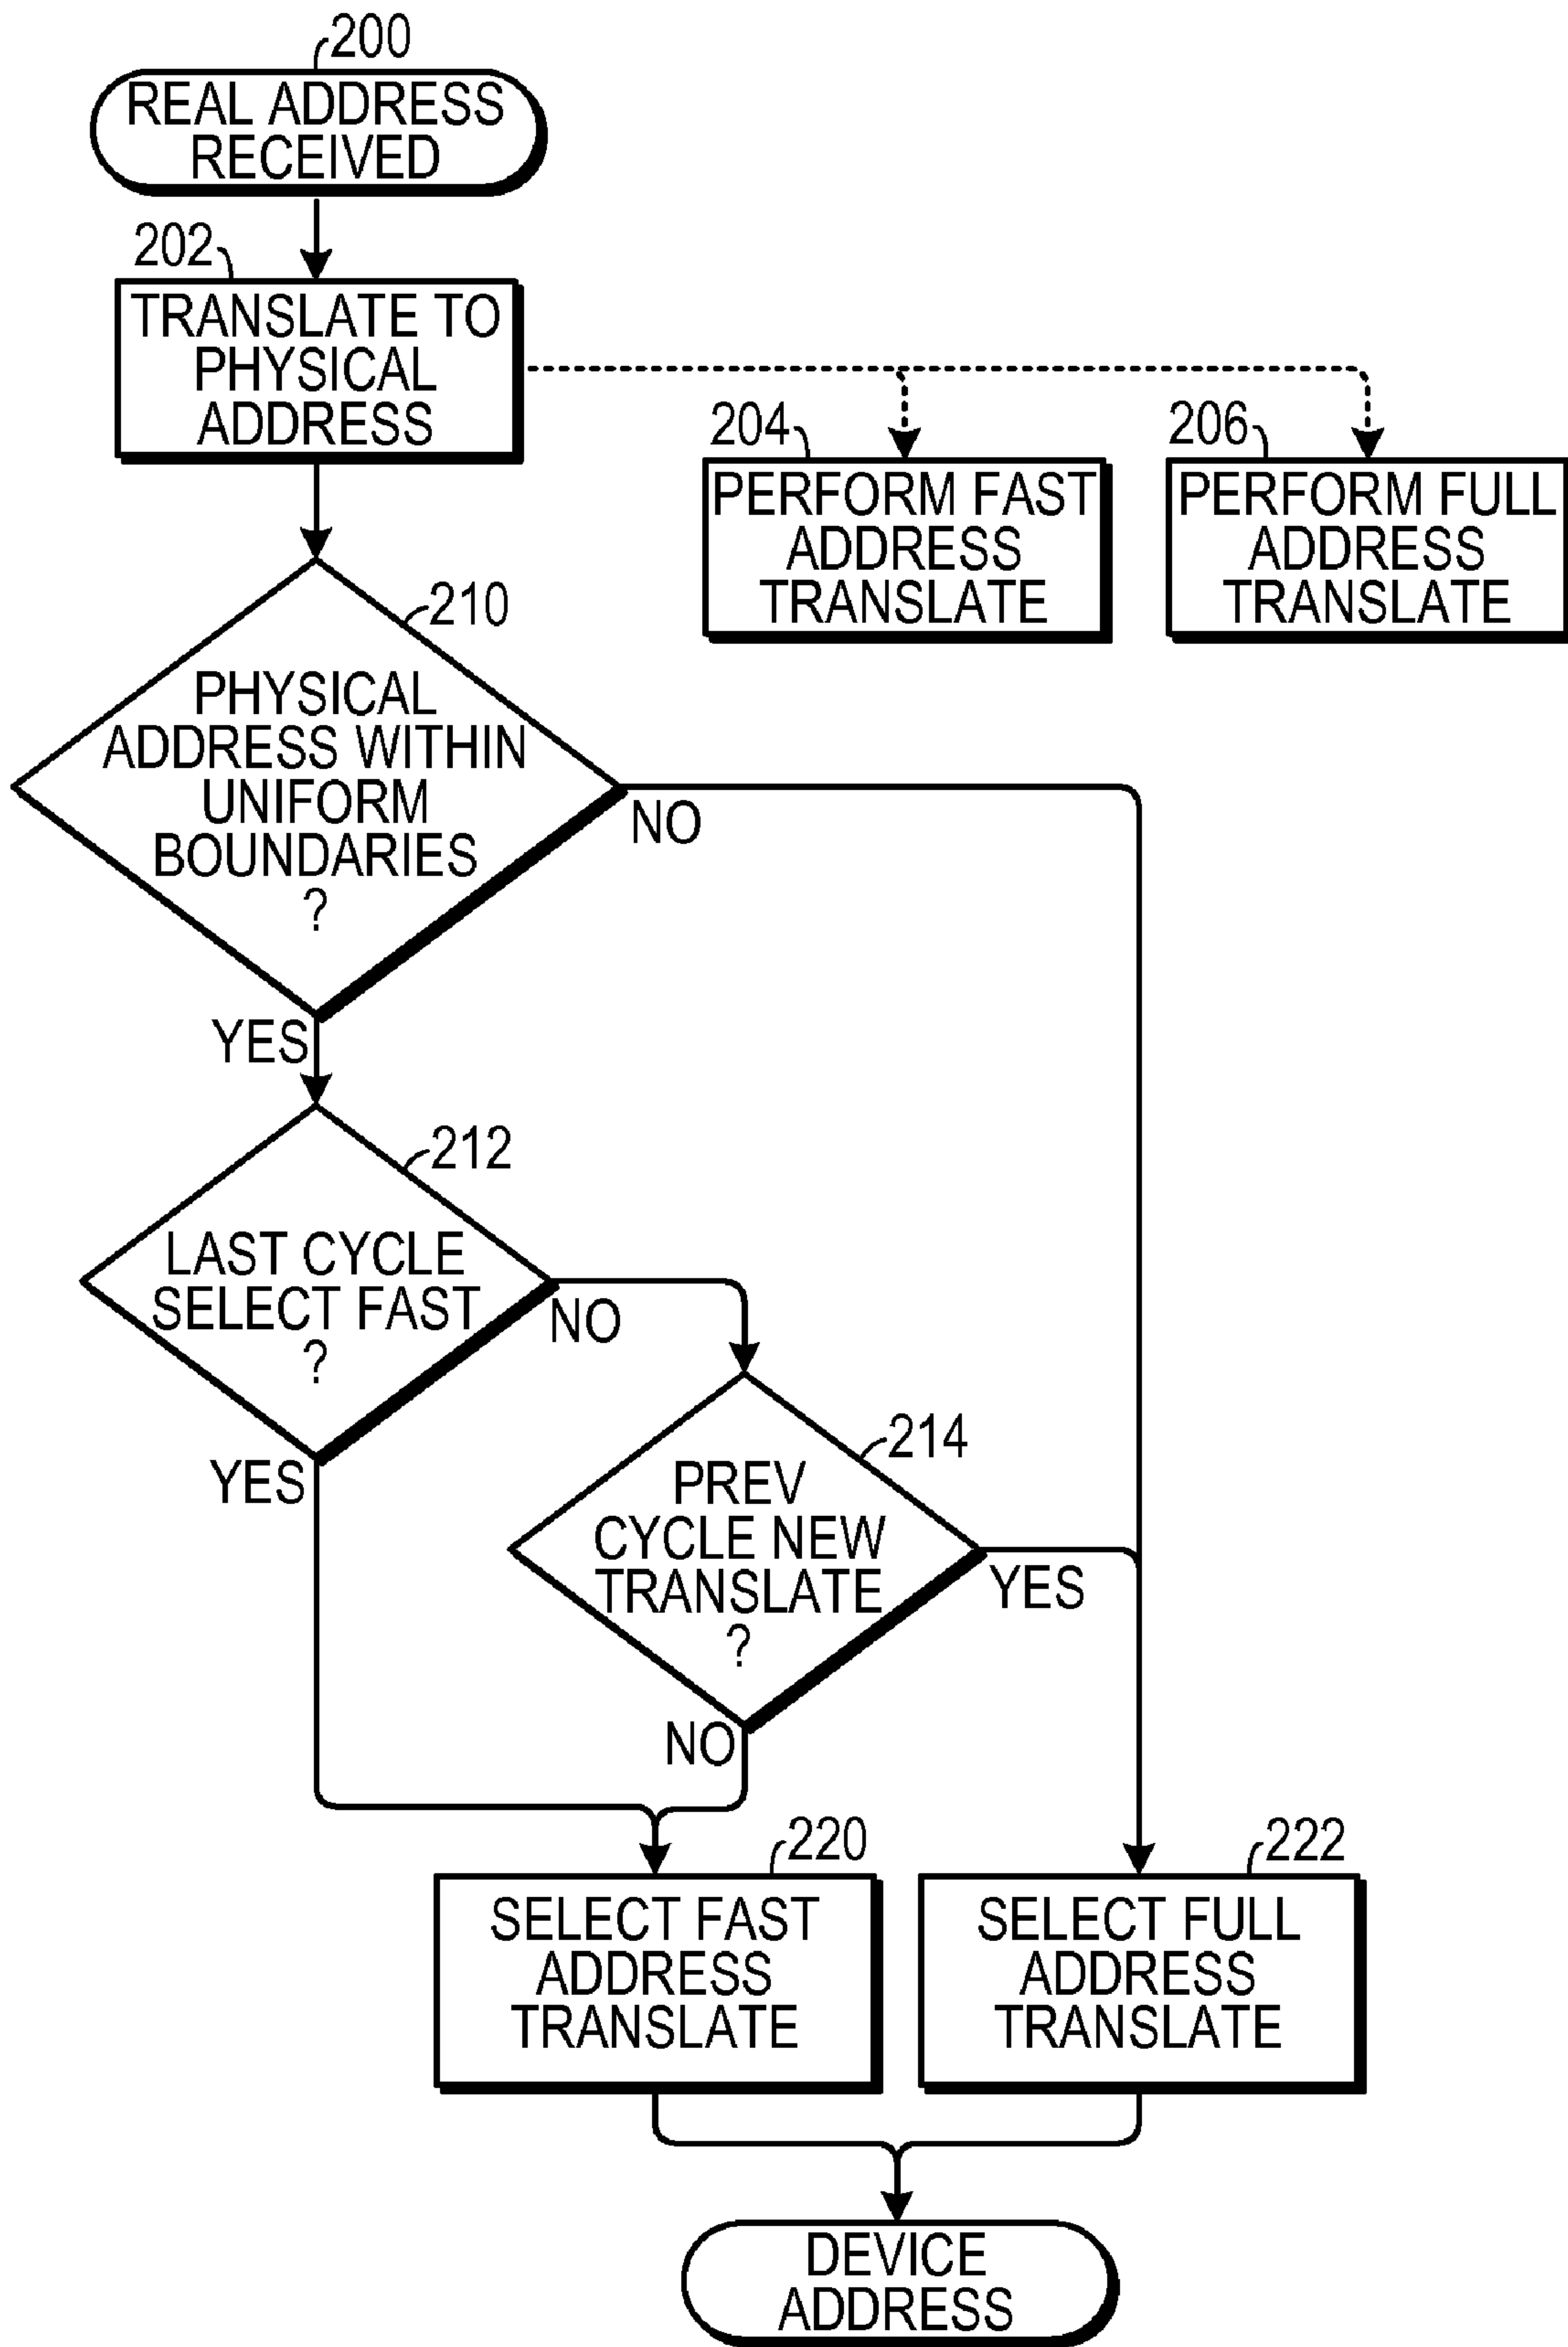 200
REAL ADDRESS
RECEIVED
202
TRANSLATE TO
PHYSICAL
ADDRESS
204
PERFORM FAST
ADDRESS
TRANSLATE
206
PERFORM FULL
ADDRESS
TRANSLATE
210
PHYSICAL
ADDRESS WITHIN
UNIFORM
BOUNDARIES
?
NO
YES
212
LAST CYCLE
SELECT FAST
?
NO
YES
214
PREV
CYCLE NEW
TRANSLATE
?
YES
NO
220
SELECT FAST
ADDRESS
TRANSLATE
222
SELECT FULL
ADDRESS
TRANSLATE
DEVICE
ADDRESS